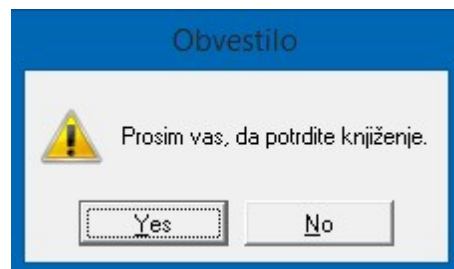 Obvestilo
Prosim vas, da potrdite knjiženje.
Yes No